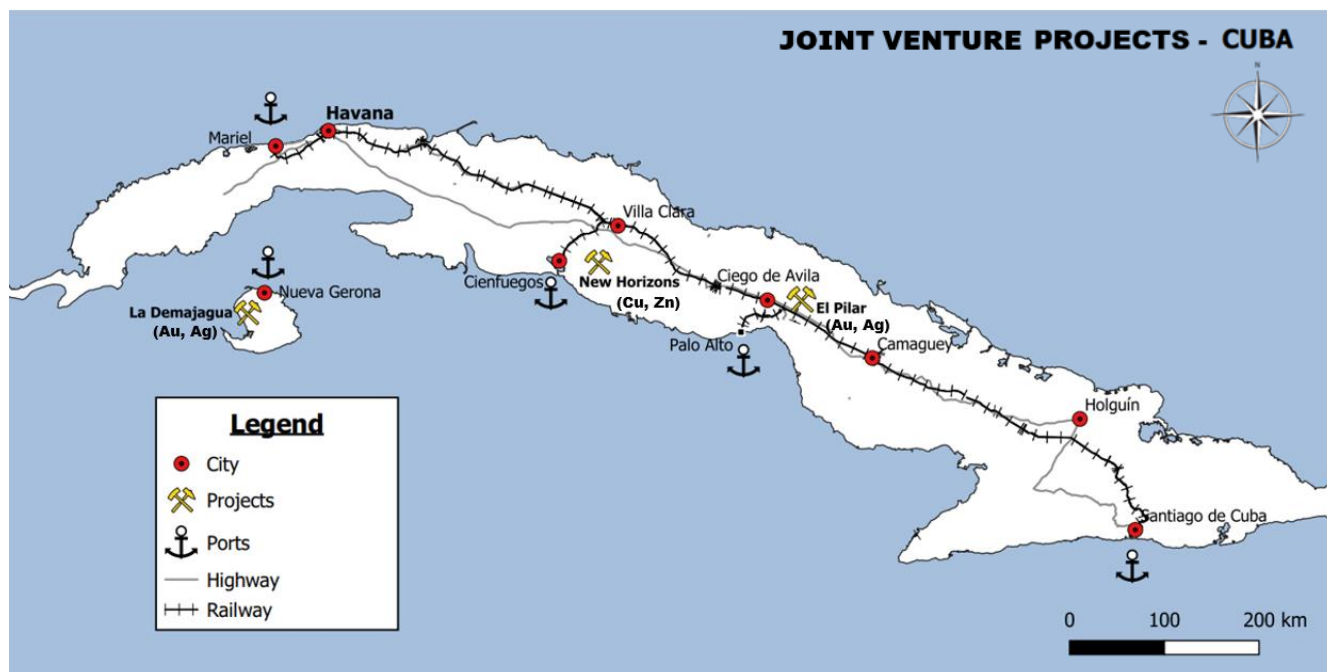 JOINT VENTURE PROJECTS - CUBA
N
Havana
Mariel
Villa Clara
Cienfuegos
New Horizons
(Cu, Zn)
Ciego de Avila
Nueva Gerona
La Demajagua
(Au, Ag)
El Pilar
(Au, Ag)
Palo Alto
Camaguey
Holguín
Santiago de Cuba
Legend
City
Projects
Ports
Highway
Railway
0 100 200 km